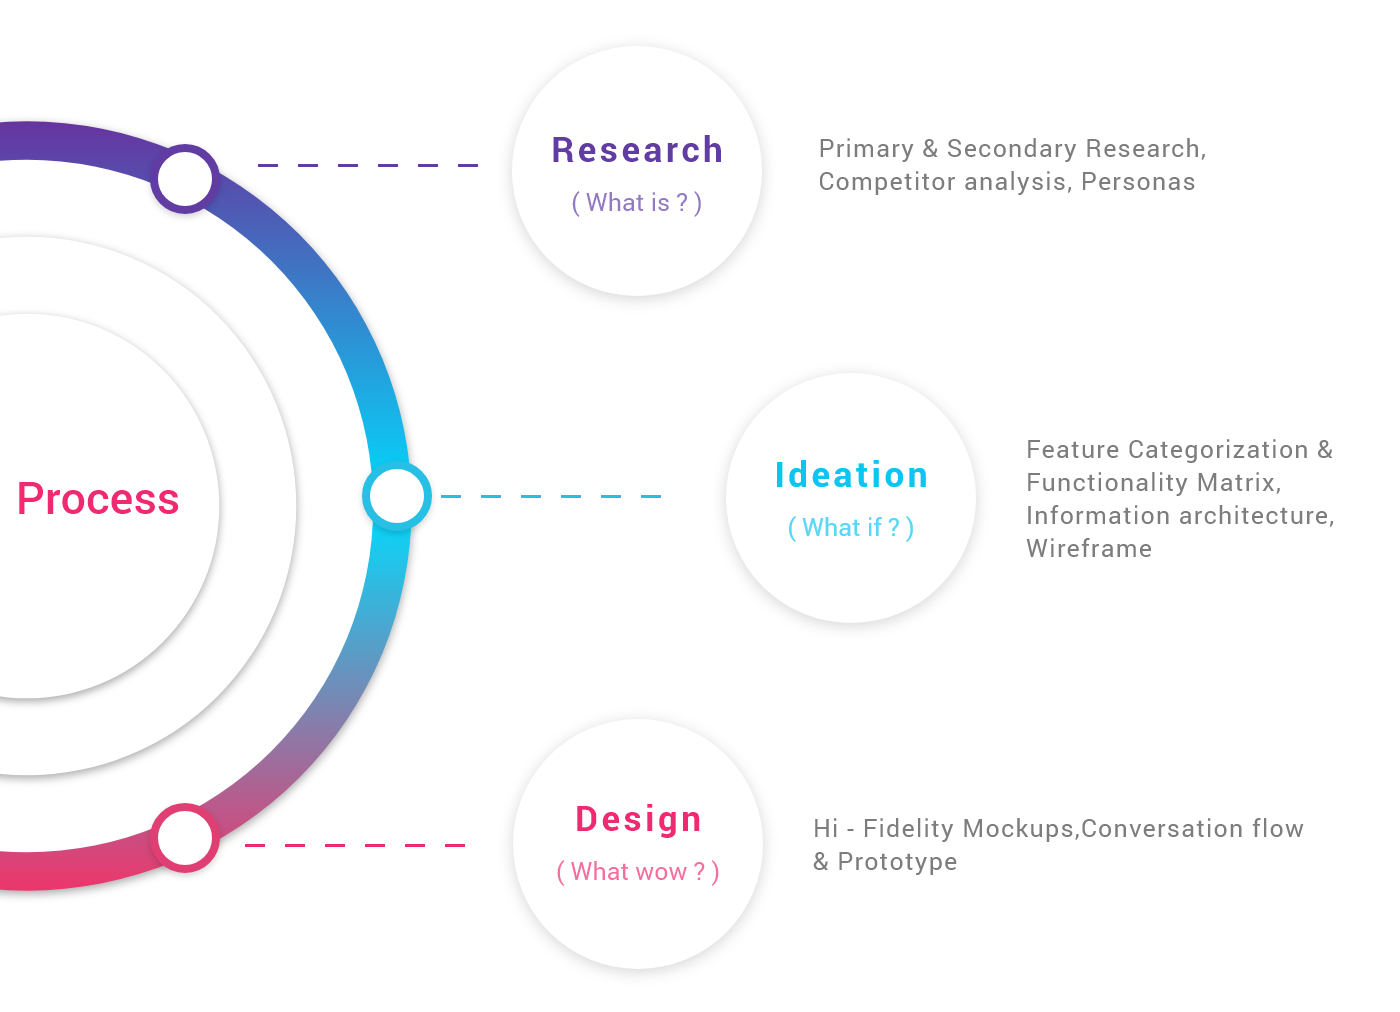 Process
Research
( What is ? )
Primary & Secondary Research,
Competitor analysis, Personas
Ideation
( What if ? )
Feature Categorization &
Functionality Matrix,
Information architecture,
Wireframe
Design
( What wow ? )
Hi - Fidelity Mockups,Conversation flow
& Prototype